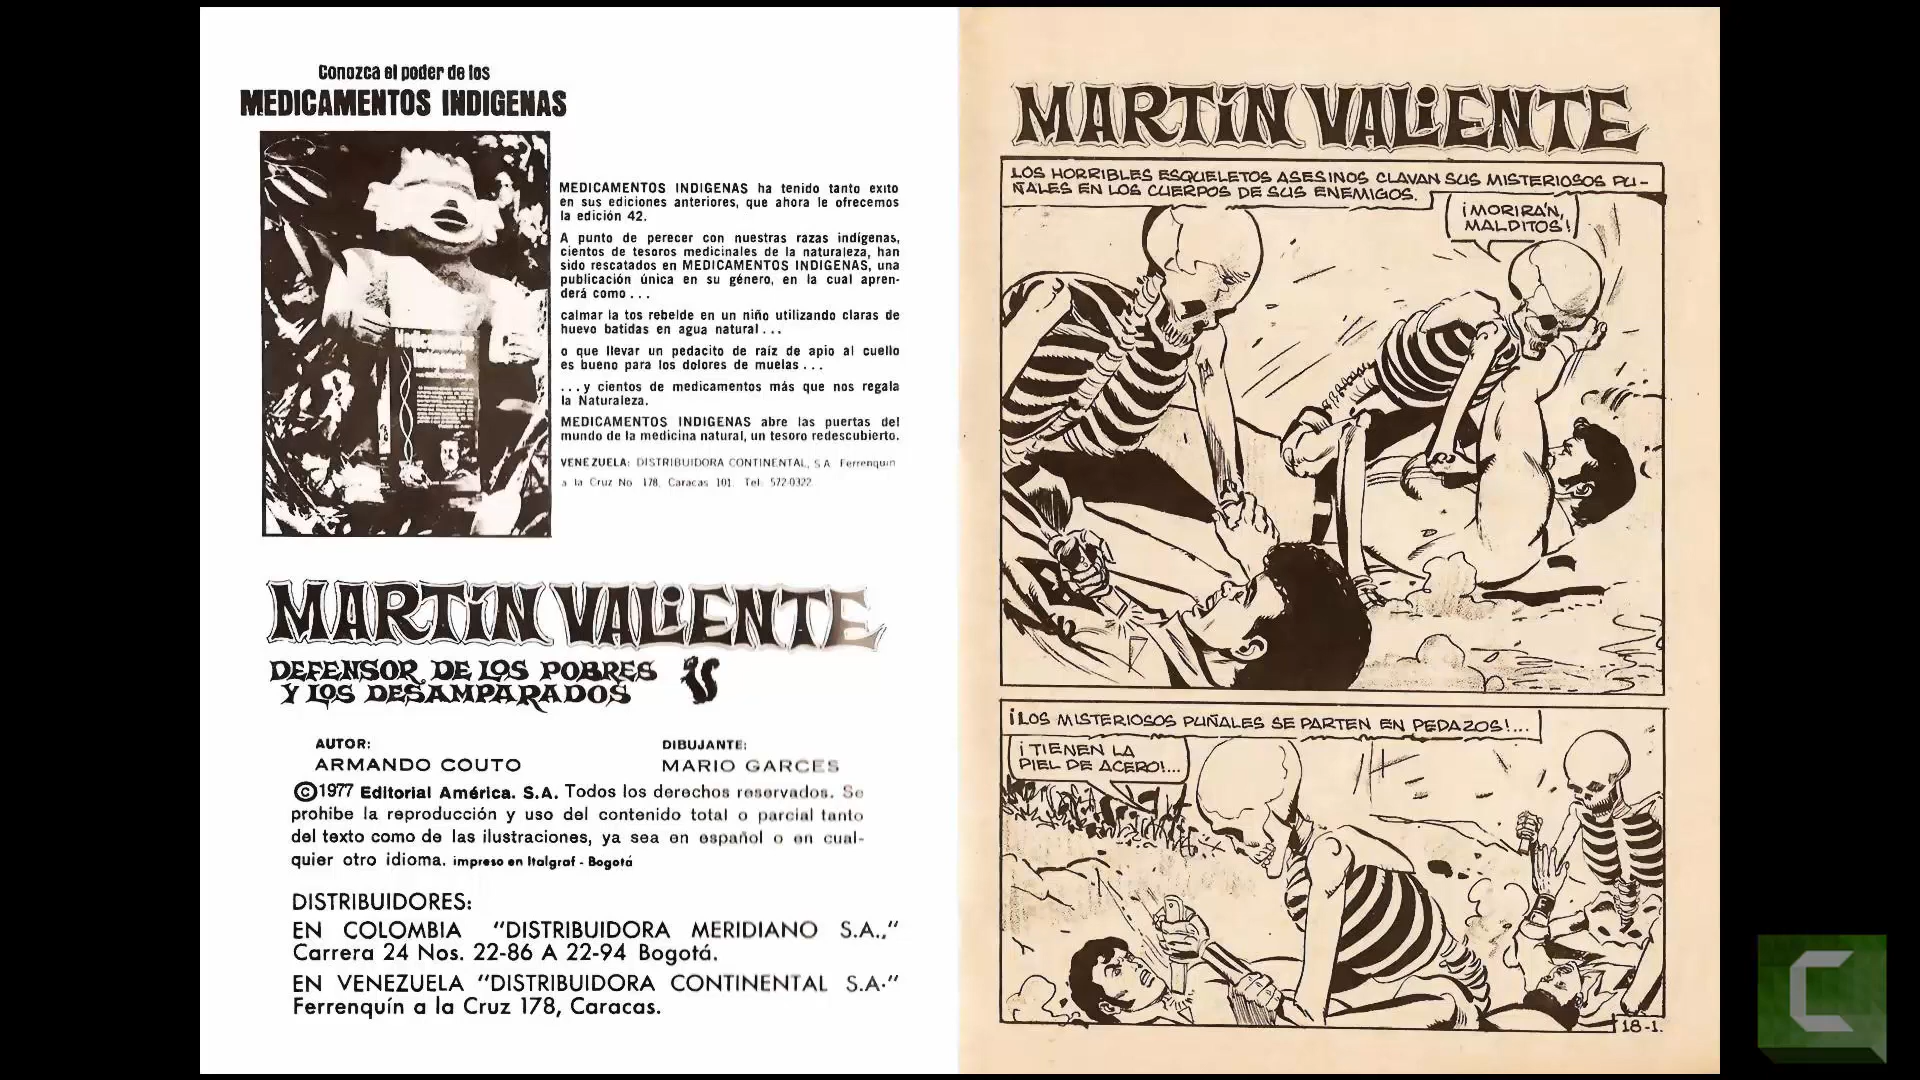 Conozca el poder de los
MEDICAMENTOS INDIGENAS
MEDICAMENTOS INDIGENAS ha tenido tanto exito
en sus ediciones anteriores, que ahora le ofrecemos
la edición 42.
A punto de perecer con nuestras razas indígenas,
cientos de tesoros medicinales de la naturaleza, han
sido rescatados en MEDICAMENTOS INDIGENAS, una
publicación única en su género, en la cual apren-
derá como . . .
calmar la tos rebelde en un niño utilizando claras de
huevo batidas en agua natural . . .
o que llevar un pedacito de raíz de apio al cuello
es bueno para los dolores de muelas . . .
. . . y cientos de medicamentos más que nos regala
la Naturaleza.
MEDICAMENTOS INDIGENAS abre las puertas del
mundo de la medicina natural, un tesoro redescubierto.
VENEZUELA: DISTRIBUIDORA CONTINENTAL, S A Ferrenquin
a la Cruz No 178, Caracas 101. Tel: 572-0322
MARTíN VALiENTE
DEFENSOR DE LOS POBRES
Y LOS DESAMPARADOS
AUTOR:
ARMANDO COUTO
DIBUJANTE:
MARIO GARCES
©1977 Editorial América. S.A. Todos los derechos reservados. Se
prohibe la reproducción y uso del contenido total o parcial tanto
del texto como de las ilustraciones, ya sea en español o en cual-
quier otro idioma. impreso en Italgraf - Bogotá
DISTRIBUIDORES:
EN COLOMBIA "DISTRIBUIDORA MERIDIANO S.A.,"
Carrera 24 Nos. 22-86 A 22-94 Bogotá.
EN VENEZUELA "DISTRIBUIDORA CONTINENTAL S.A."
Ferrenquín a la Cruz 178, Caracas.
MARTíN VALiENTE
LOS HORRIBLES ESQUELETOS ASESINOS CLAVAN SUS MISTERIOSOS PU-
ÑALES EN LOS CUERPOS DE SUS ENEMIGOS.
¡MORIRÁN,
MALDITOS!
¡LOS MISTERIOSOS PUÑALES SE PARTEN EN PEDAZOS!...
¡TIENEN LA
PIEL DE ACERO!...
18-1.